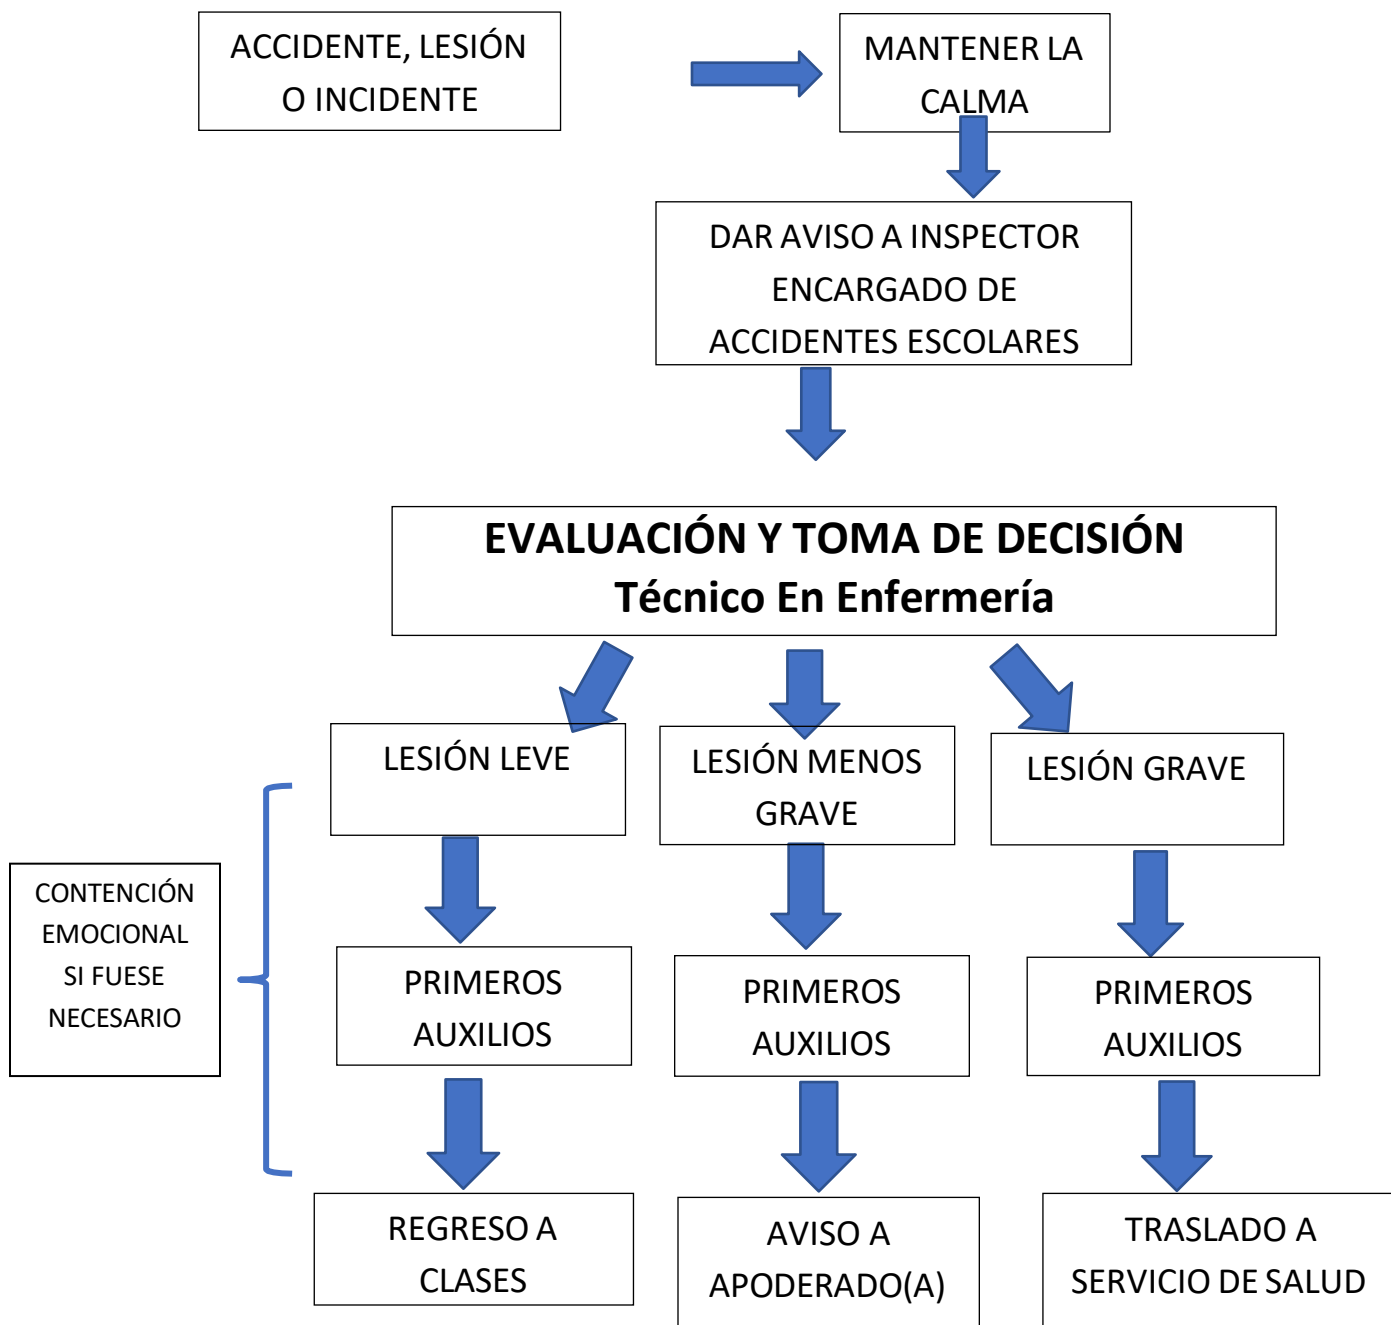 ACCIDENTE, LESIÓN
O INCIDENTE
MANTENER LA
CALMA
DAR AVISO A INSPECTOR
ENCARGADO DE
ACCIDENTES ESCOLARES
EVALUACIÓN Y TOMA DE DECISIÓN
Técnico En Enfermería
LESIÓN LEVE
LESIÓN MENOS
GRAVE
LESIÓN GRAVE
CONTENCIÓN
EMOCIONAL
SI FUESE
NECESARIO
PRIMEROS
AUXILIOS
PRIMEROS
AUXILIOS
PRIMEROS
AUXILIOS
REGRESO A
CLASES
AVISO A
APODERADO(A)
TRASLADO A
SERVICIO DE SALUD